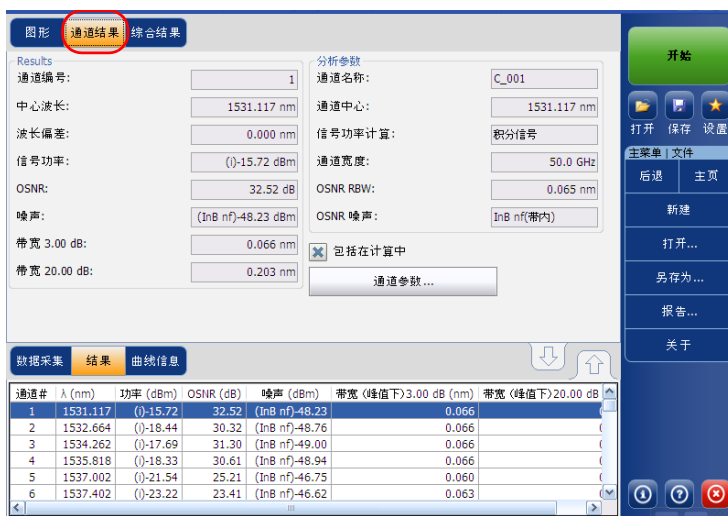 图形 通道结果 综合结果
Results
通道编号: 1
中心波长: 1531.117 nm
波长偏差: 0.000 nm
信号功率: (i)-15.72 dBm
OSNR: 32.52 dB
噪声: (InB nf)-48.23 dBm
带宽 3.00 dB: 0.066 nm
带宽 20.00 dB: 0.203 nm
分析参数
通道名称: C_001
通道中心: 1531.117 nm
信号功率计算: 积分信号
通道宽度: 50.0 GHz
OSNR RBW: 0.065 nm
OSNR 噪声: InB nf(带内)
包括在计算中
通道参数...
数据采集 结果 曲线信息
通道# λ (nm) 功率 (dBm) OSNR (dB) 噪声 (dBm) 带宽 (峰值下)3.00 dB (nm) 带宽 (峰值下)20.00 dB
1 1531.117 (i)-15.72 32.52 (InB nf)-48.23 0.066
2 1532.664 (i)-18.44 30.32 (InB nf)-48.76 0.066
3 1534.262 (i)-17.69 31.30 (InB nf)-49.00 0.066
4 1535.818 (i)-18.33 30.61 (InB nf)-48.94 0.066
5 1537.002 (i)-21.54 25.21 (InB nf)-46.75 0.060
6 1537.402 (i)-23.22 23.41 (InB nf)-46.62 0.063
开始
打开 保存 设置
主菜单 | 文件
后退 主页
新建
打开...
另存为...
报告...
关于